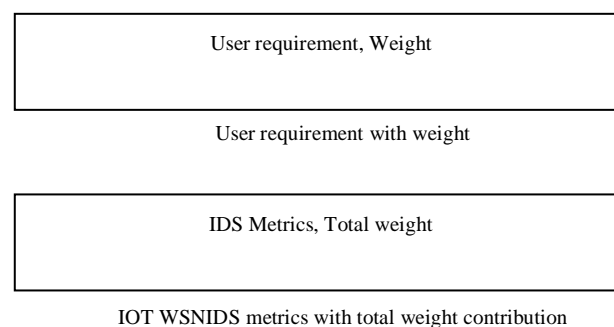 User requirement, Weight
User requirement with weight
IDS Metrics, Total weight
IOT WSNIDS metrics with total weight contribution